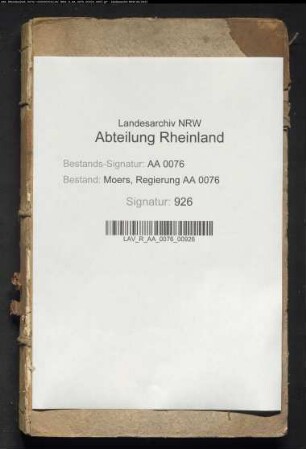 Landesarchiv NRW
Abteilung Rheinland
Bestands-Signatur: AA 0076
Bestand: Moers, Regierung AA 0076
Signatur: 926
LAV_R_AA_0076_00926